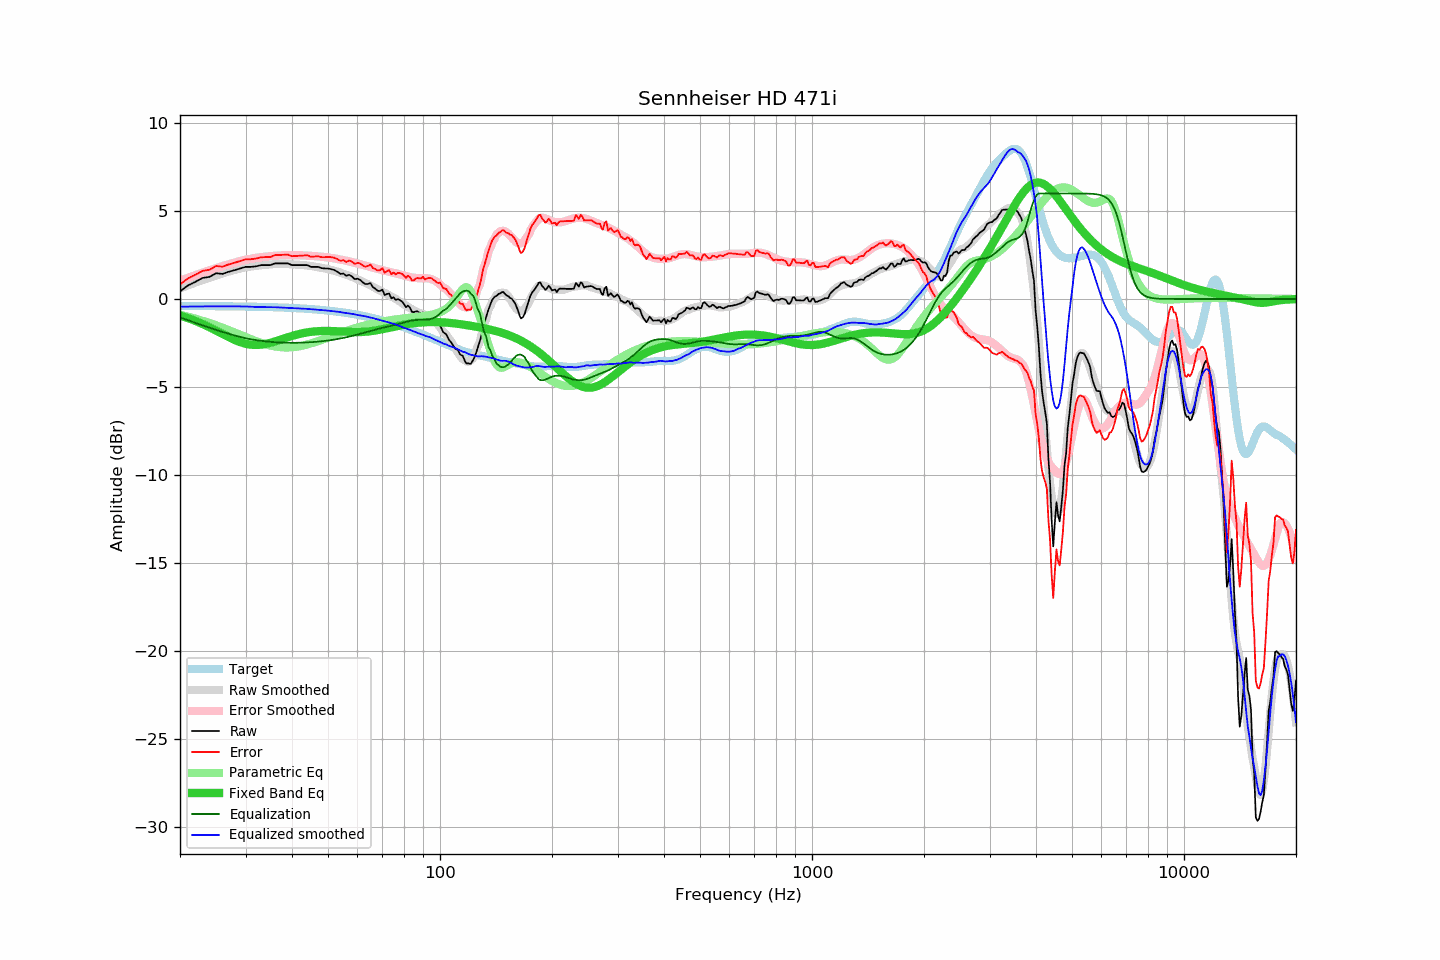 Sennheiser HD 471i
10
5
0
−5
−10
−15
−20
−25
−30
Amplitude (dBr)
Target
Raw Smoothed
Error Smoothed
Raw
Error
Parametric Eq
Fixed Band Eq
Equalization
Equalized smoothed
100
1000
10000
Frequency (Hz)